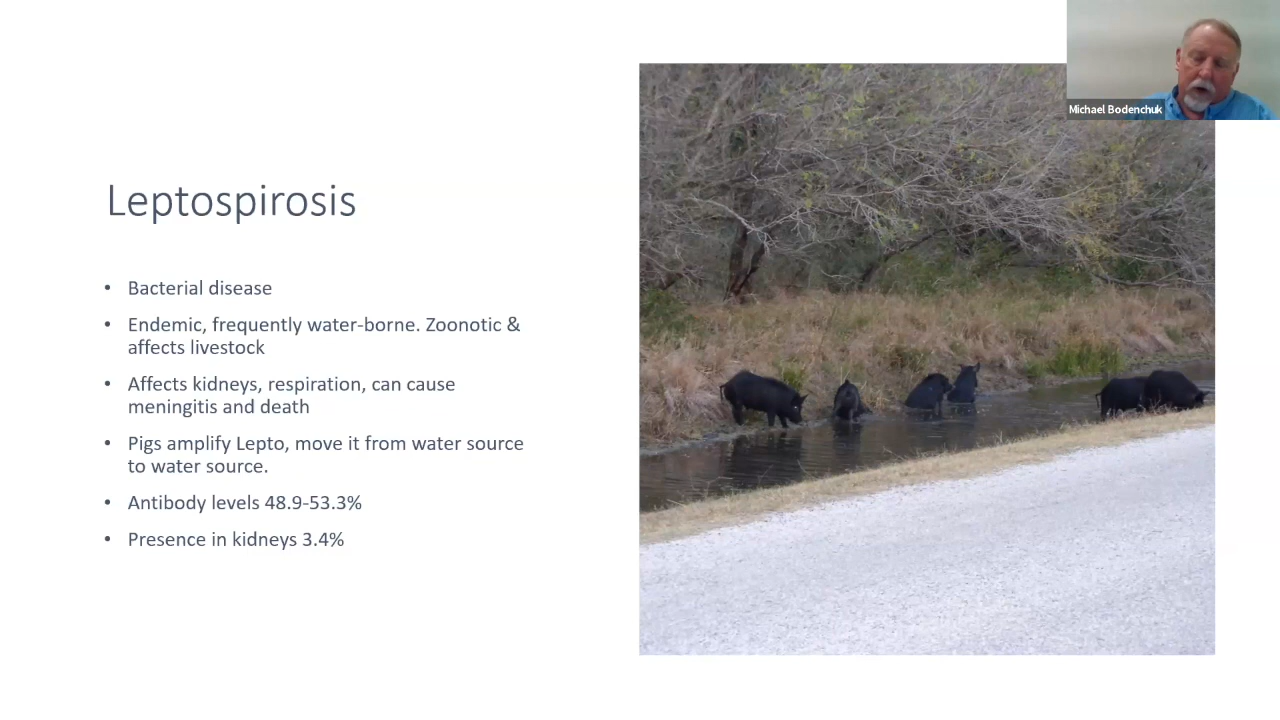 Michael Bodenchuk
Leptospirosis
• Bacterial disease
• Endemic, frequently water-borne. Zoonotic &
affects livestock
• Affects kidneys, respiration, can cause
meningitis and death
• Pigs amplify Lepto, move it from water source
to water source.
• Antibody levels 48.9-53.3%
• Presence in kidneys 3.4%